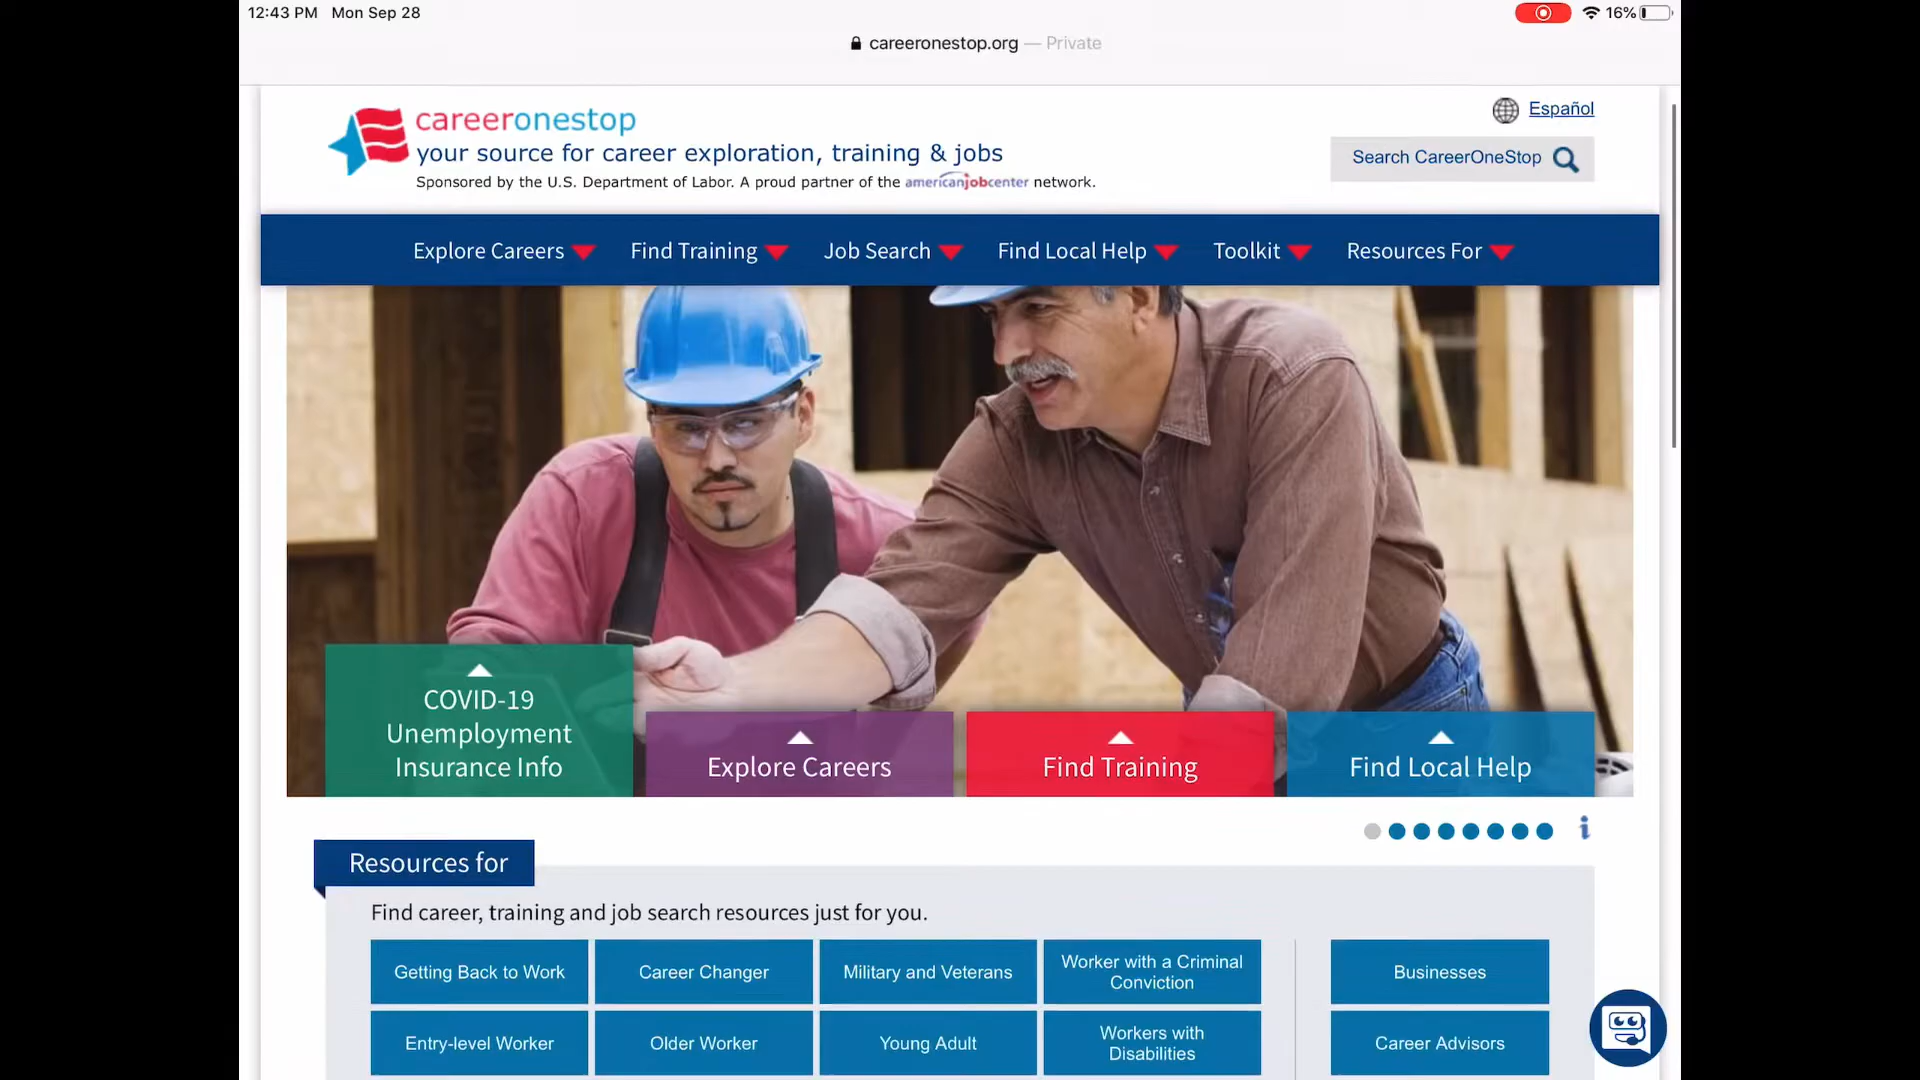 12:43 PM Mon Sep 28
16%
careeronestop.org — Private
careeronestop
your source for career exploration, training & jobs
Sponsored by the U.S. Department of Labor. A proud partner of the americanjobcenter network.
Español
Search CareerOneStop
Explore Careers Find Training Job Search Find Local Help Toolkit Resources For
COVID-19
Unemployment
Insurance Info
Explore Careers
Find Training
Find Local Help
i
Resources for
Find career, training and job search resources just for you.
Getting Back to Work
Career Changer
Military and Veterans
Worker with a Criminal
Conviction
Businesses
Entry-level Worker
Older Worker
Young Adult
Workers with
Disabilities
Career Advisors